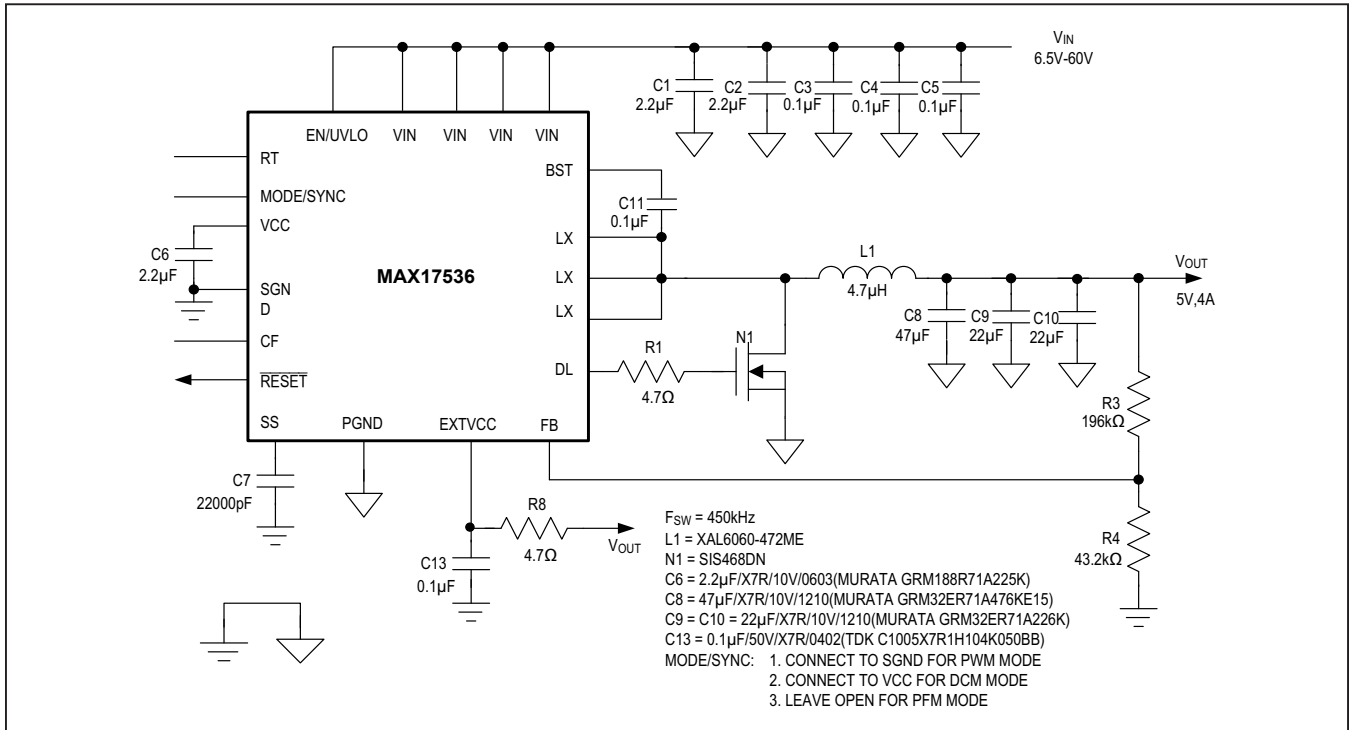 VIN
6.5V-60V
C1
2.2µF
C2
2.2µF
C3
0.1µF
C4
0.1µF
C5
0.1µF
EN/UVLO VIN VIN VIN VIN
RT
BST
MODE/SYNC
C11
0.1µF
VCC
C6
2.2µF
LX
MAX17536
LX
SGN
D
LX
L1
4.7µH
VOUT
5V,4A
C8
47µF
C9
22µF
C10
22µF
N1
CF
DL
R1
4.7Ω
RESET
R3
196kΩ
SS PGND EXTVCC FB
C7
22000pF
R8
4.7Ω
VOUT
C13
0.1µF
R4
43.2kΩ
FSW = 450kHz
L1 = XAL6060-472ME
N1 = SIS468DN
C6 = 2.2µF/X7R/10V/0603(MURATA GRM188R71A225K)
C8 = 47µF/X7R/10V/1210(MURATA GRM32ER71A476KE15)
C9 = C10 = 22µF/X7R/10V/1210(MURATA GRM32ER71A226K)
C13 = 0.1µF/50V/X7R/0402(TDK C1005X7R1H104K050BB)
MODE/SYNC: 1. CONNECT TO SGND FOR PWM MODE
2. CONNECT TO VCC FOR DCM MODE
3. LEAVE OPEN FOR PFM MODE